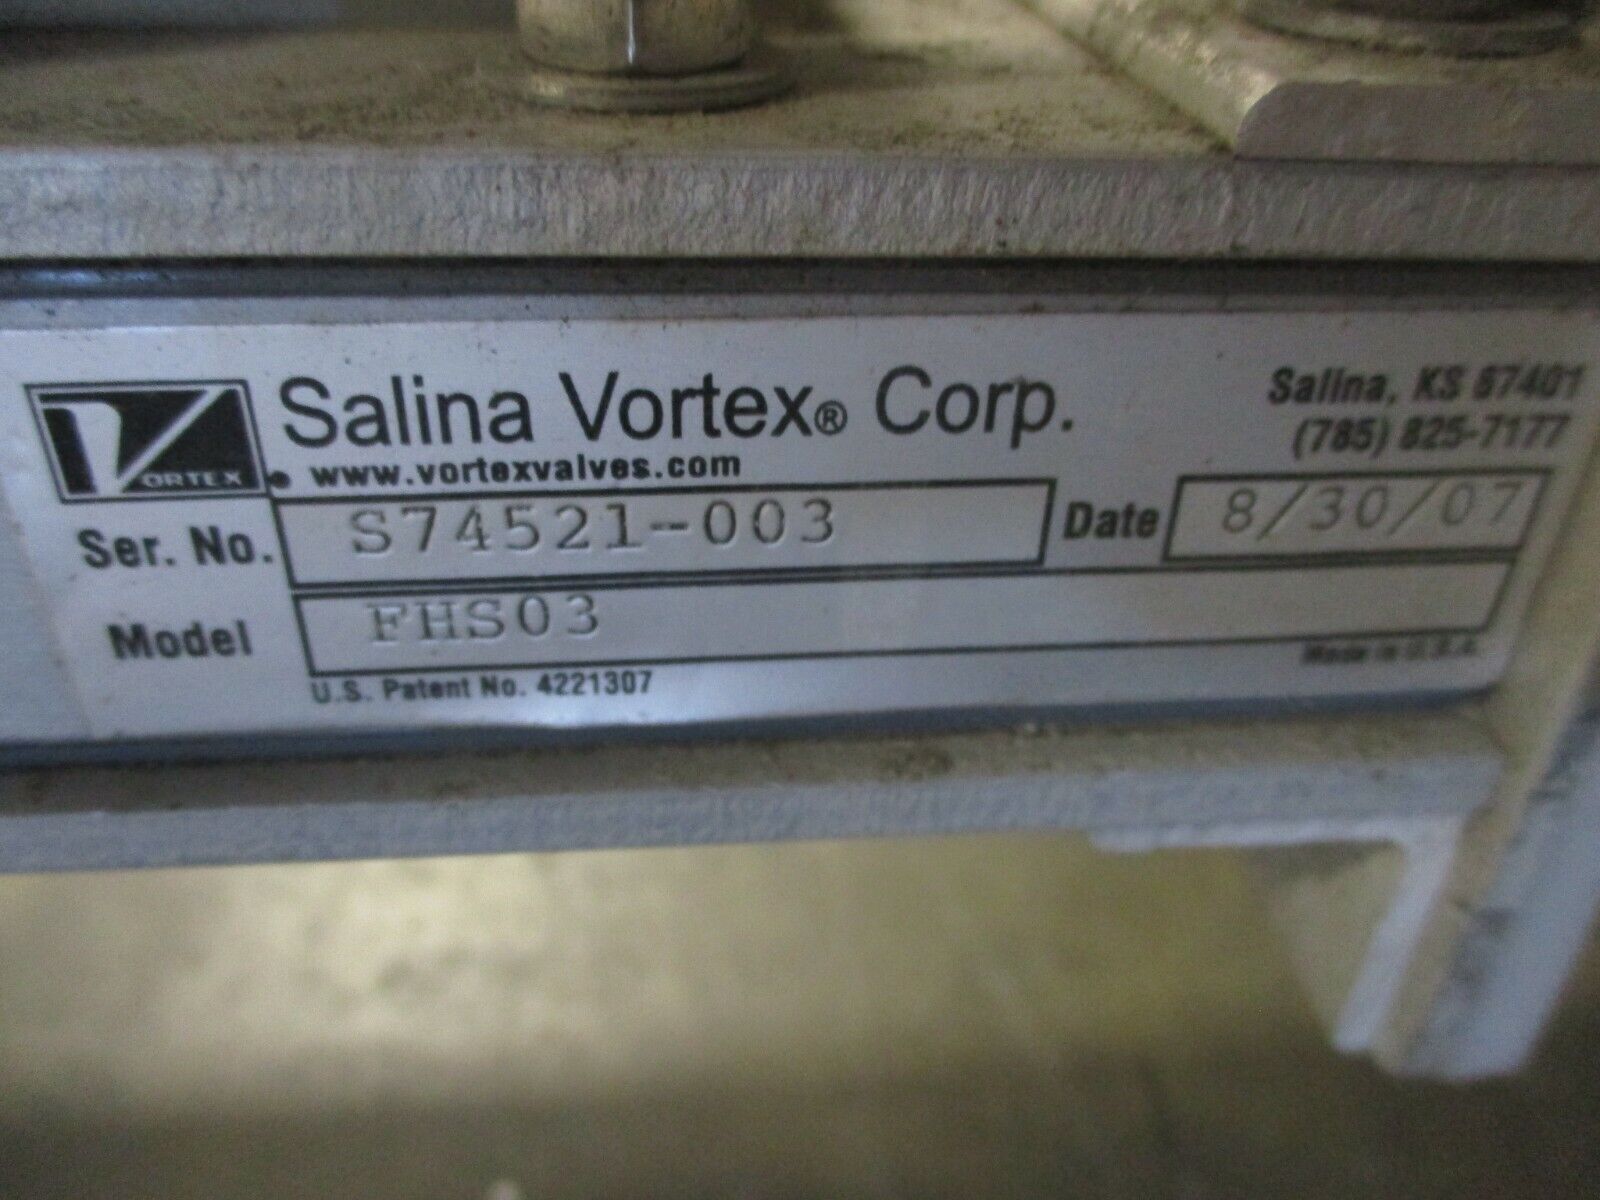 VORTEX
Salina Vortex® Corp.
www.vortexvalves.com
Salina, KS 67401
(785) 825-7177
Ser. No. S74521-003 Date 8/30/07
Model FHS03
U.S. Patent No. 4221307
Made in U.S.A.